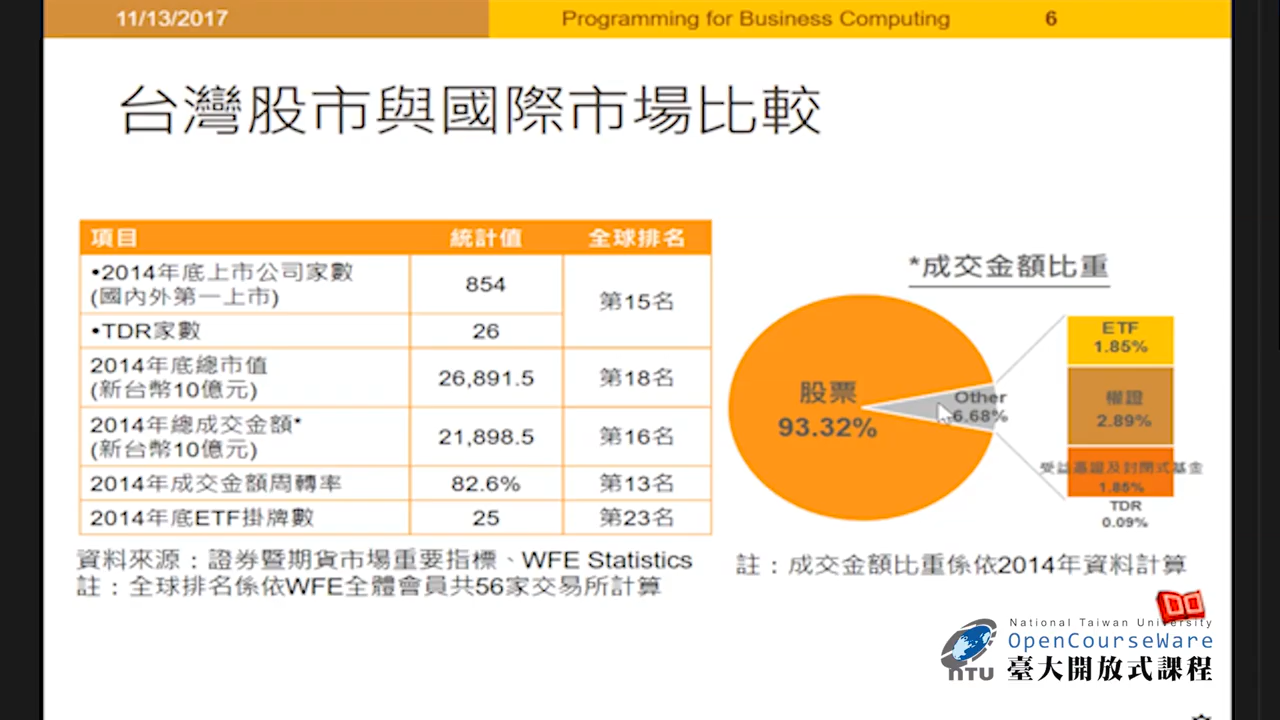 11/13/2017
Programming for Business Computing
6
台灣股市與國際市場比較
項目 統計值 全球排名
•2014年底上市公司家數
(國內外第一上市)
854
第15名
•TDR家數
26
2014年底總市值
(新台幣10億元)
26,891.5
第18名
2014年總成交金額*
(新台幣10億元)
21,898.5
第16名
2014年成交金額周轉率 82.6% 第13名
2014年底ETF掛牌數 25 第23名
資料來源：證券暨期貨市場重要指標、WFE Statistics
註：全球排名係依WFE全體會員共56家交易所計算
*成交金額比重
股票
93.32%
Other
6.68%
ETF
1.85%
權證
2.89%
受益憑證及封閉式基金
1.85%
TDR
0.09%
註：成交金額比重係依2014年資料計算
National Taiwan University
OpenCourseWare
臺大開放式課程
NTU